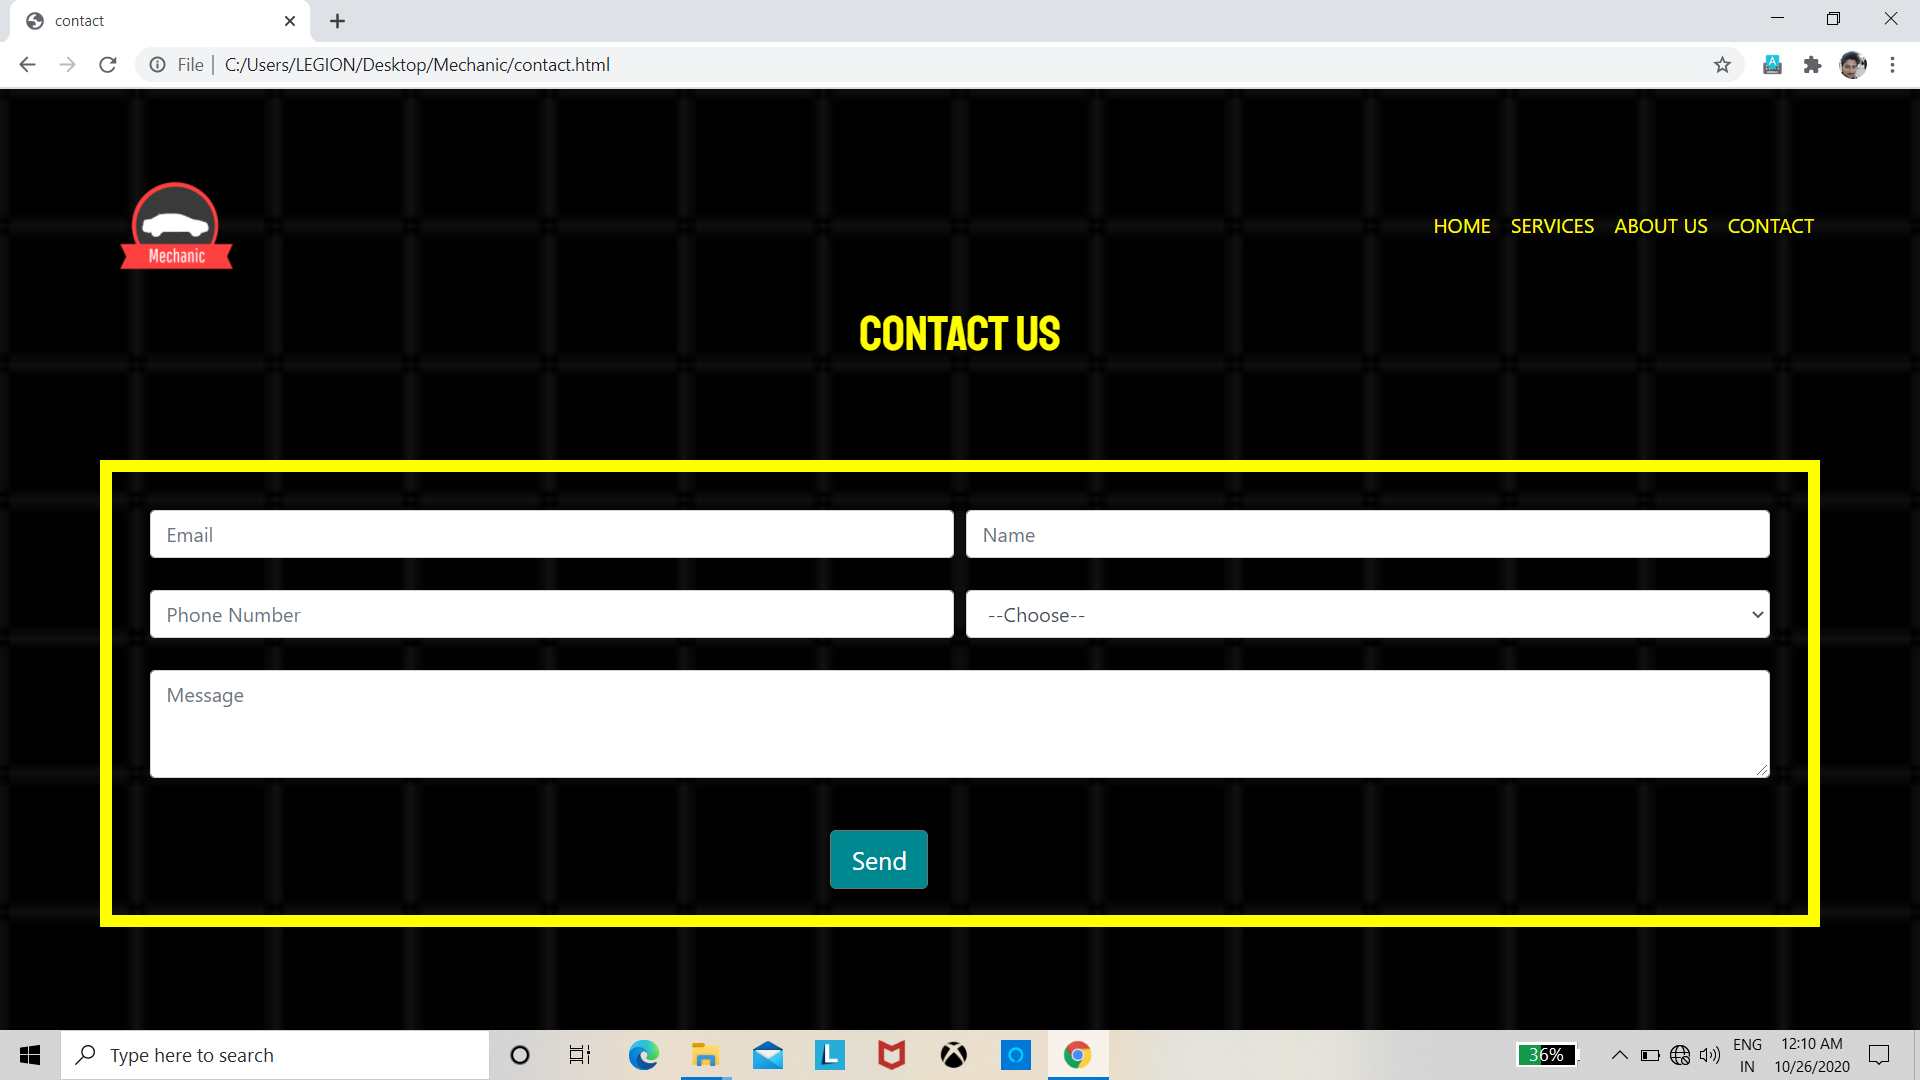 contact
File | C:/Users/LEGION/Desktop/Mechanic/contact.html
A
Mechanic
HOME SERVICES ABOUT US CONTACT
CONTACT US
Email Name
Phone Number --Choose--
Message
Send
Type here to search
L
36%
ENG
IN
12:10 AM
10/26/2020